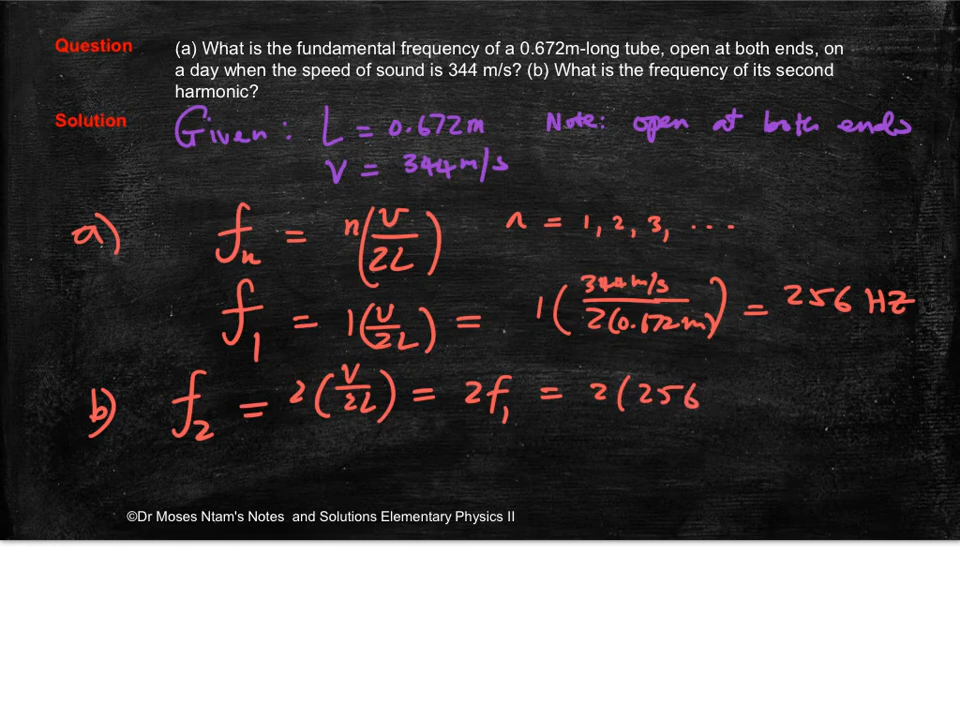 Question (a) What is the fundamental frequency of a 0.672m-long tube, open at both ends, on
a day when the speed of sound is 344 m/s? (b) What is the frequency of its second
harmonic?
Solution Given : L = 0.672m Note: open at both ends
V = 344m/s
a) fn = n(v/2L) n = 1, 2, 3, ...
f1 = 1(v/2L) = 1(344m/s / 2(0.672m)) = 256 HZ
b) f2 = 2(v/2L) = 2f1 = 2(256
©Dr Moses Ntam's Notes and Solutions Elementary Physics II